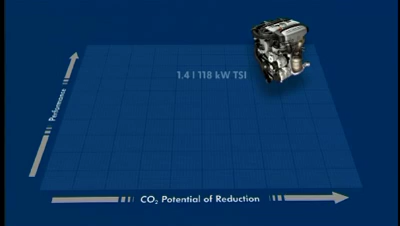 1.4 l 118 kW TSI
Performance
CO₂ Potential of Reduction